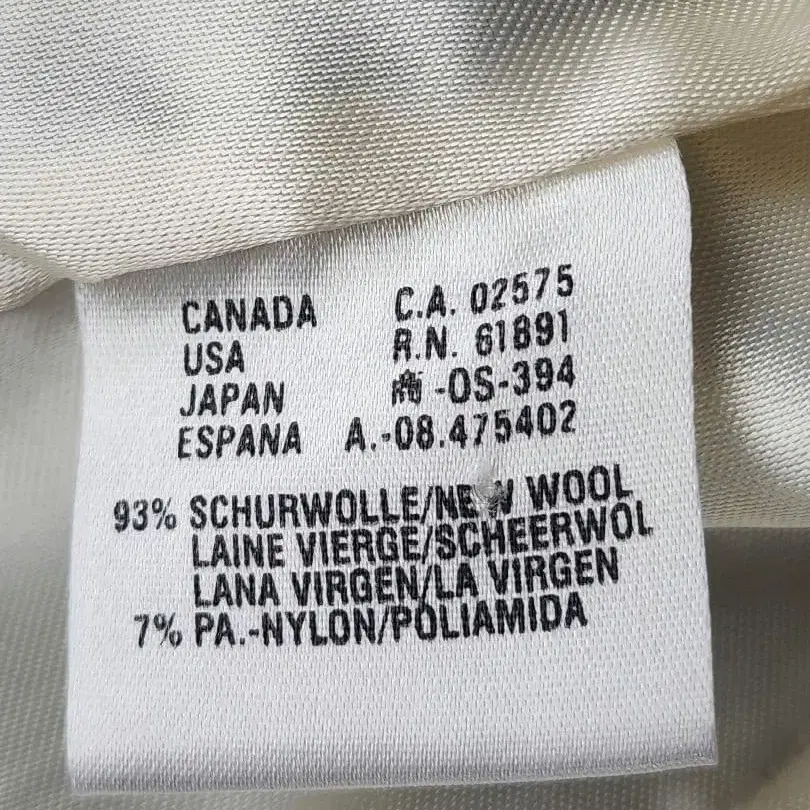 CANADA C.A. 02575
USA R.N. 61891
JAPAN -OS-394
ESPANA A.-08.475402
93% SCHURWOLLE/NEW WOOL
LAINE VIERGE/SCHEERWOL
LANA VIRGEN/LA VIRGEN
7% PA.-NYLON/POLIAMIDA